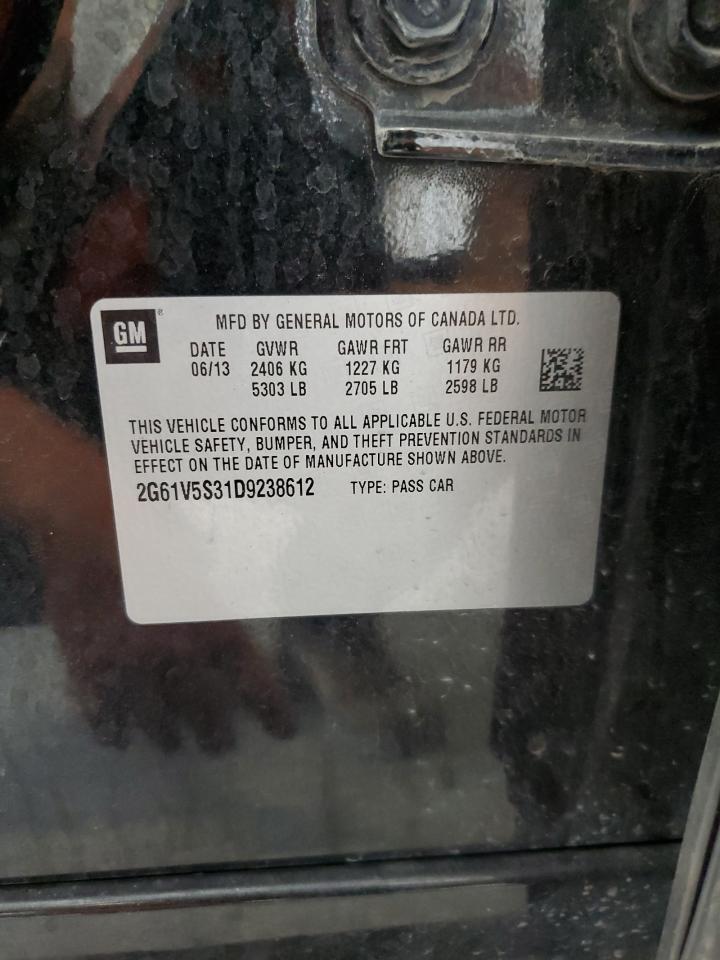 GM ® MFD BY GENERAL MOTORS OF CANADA LTD.
DATE GVWR GAWR FRT GAWR RR
06/13 2406 KG 1227 KG 1179 KG
5303 LB 2705 LB 2598 LB
THIS VEHICLE CONFORMS TO ALL APPLICABLE U.S. FEDERAL MOTOR
VEHICLE SAFETY, BUMPER, AND THEFT PREVENTION STANDARDS IN
EFFECT ON THE DATE OF MANUFACTURE SHOWN ABOVE.
2G61V5S31D9238612 TYPE: PASS CAR